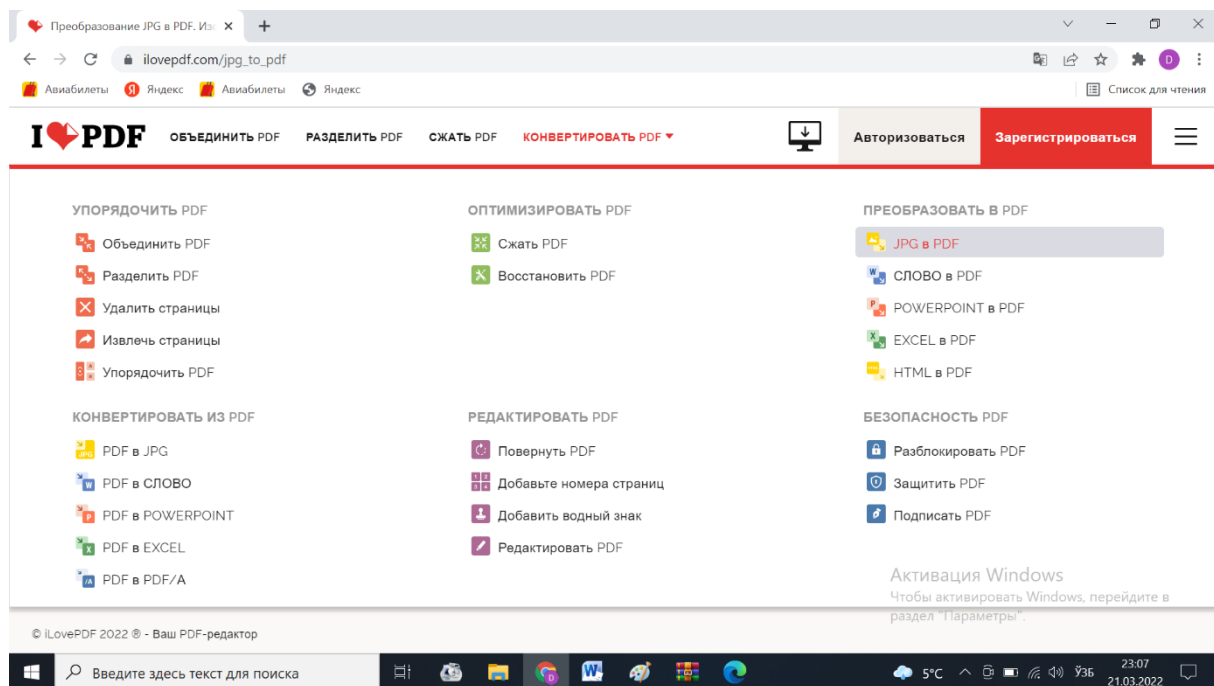 Преобразование JPG в PDF. Изо
ilovepdf.com/jpg_to_pdf
D
Авиабилеты Яндекс Авиабилеты Яндекс
Список для чтения
I PDF
ОБЪЕДИНИТЬ PDF РАЗДЕЛИТЬ PDF СЖАТЬ PDF КОНВЕРТИРОВАТЬ PDF
Авторизоваться Зарегистрироваться
УПОРЯДОЧИТЬ PDF
Объединить PDF
Разделить PDF
Удалить страницы
Извлечь страницы
Упорядочить PDF
ОПТИМИЗИРОВАТЬ PDF
Сжать PDF
Восстановить PDF
ПРЕОБРАЗОВАТЬ В PDF
JPG в PDF
СЛОВО в PDF
POWERPOINT в PDF
EXCEL в PDF
HTML в PDF
КОНВЕРТИРОВАТЬ ИЗ PDF
PDF в JPG
PDF в СЛОВО
PDF в POWERPOINT
PDF в EXCEL
PDF в PDF/A
РЕДАКТИРОВАТЬ PDF
Повернуть PDF
Добавьте номера страниц
Добавить водный знак
Редактировать PDF
БЕЗОПАСНОСТЬ PDF
Разблокировать PDF
Защитить PDF
Подписать PDF
Активация Windows
Чтобы активировать Windows, перейдите в
раздел "Параметры".
© iLovePDF 2022 ® - Ваш PDF-редактор
Введите здесь текст для поиска
5°C
ЎЗБ
23:07
21.03.2022